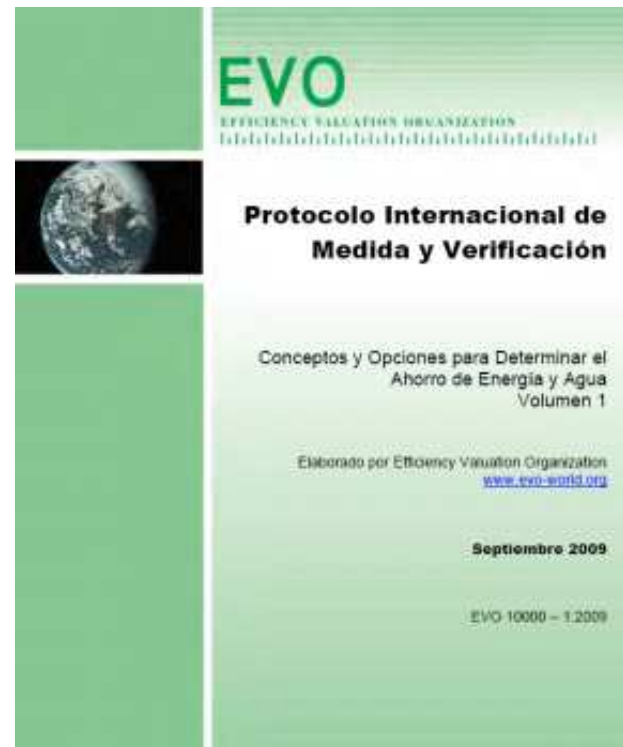 EVO
EFFICIENCY VALUATION ORGANIZATION
Protocolo Internacional de
Medida y Verificación
Conceptos y Opciones para Determinar el
Ahorro de Energía y Agua
Volumen 1
Elaborado por Efficiency Valuation Organization
www.evo-world.org
Septiembre 2009
EVO 10000 – 1:2009